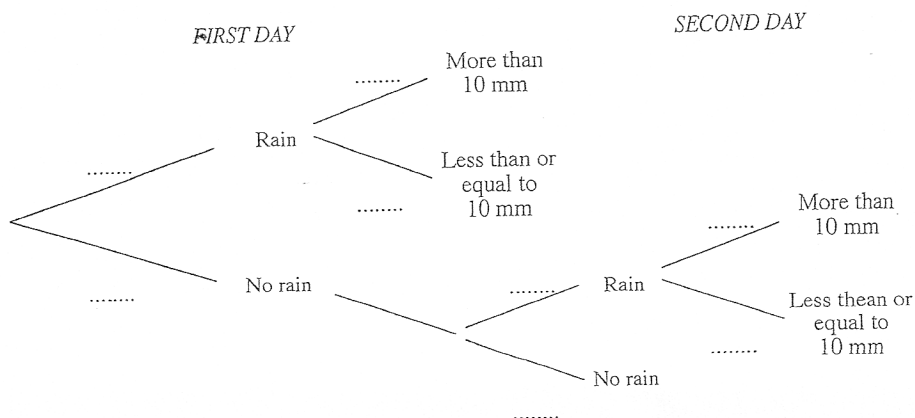 FIRST DAY
SECOND DAY
........
More than
10 mm
Rain
........
Less than or
equal to
10 mm
........
More than
10 mm
........
No rain
........
........
Rain
Less thean or
equal to
10 mm
........
No rain
........